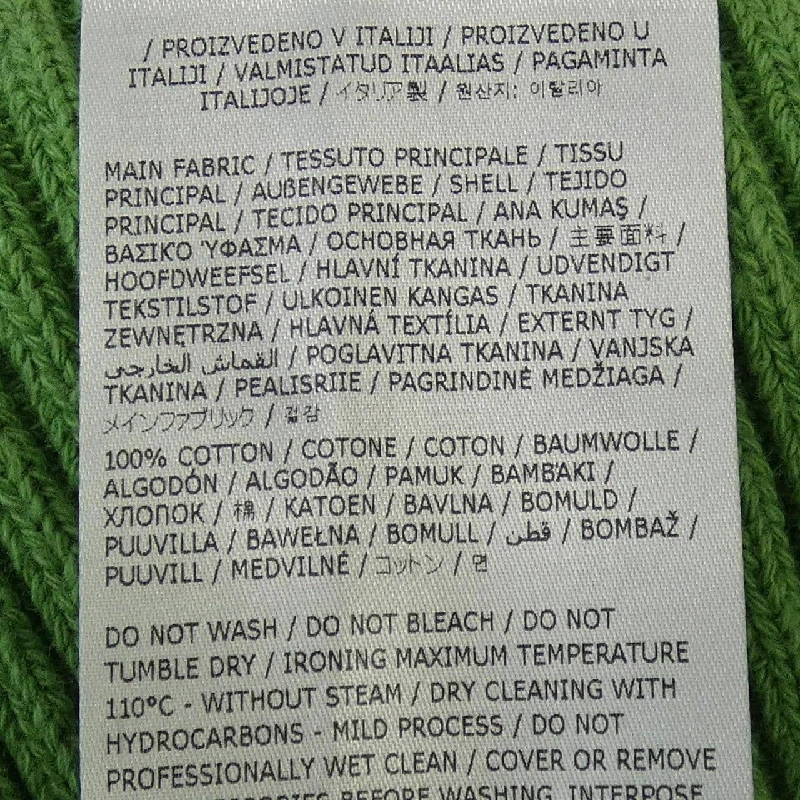 / PROIZVEDENO V ITALIJI / PROIZVEDENO U
ITALIJI / VALMISTATUD ITAALIAS / PAGAMINTA
ITALIJOJE / イタリア製 / 원산지: 이탈리아
MAIN FABRIC / TESSUTO PRINCIPALE / TISSU
PRINCIPAL / AUßENGEWEBE / SHELL / TEJIDO
PRINCIPAL / TECIDO PRINCIPAL / ANA KUMAŞ /
ΒΑΣΙΚΟ ΎΦΑΣΜΑ / ОСНОВНАЯ ТКАНЬ / 主要面料 /
HOOFDWEEFSEL / HLAVNÍ TKANINA / UDVENDIGT
TEKSTILSTOF / ULKOINEN KANGAS / TKANINA
ZEWNĘTRZNA / HLAVNÁ TEXTÍLIA / EXTERNT TYG /
القماش الخارجي / POGLAVITNA TKANINA / VANJSKA
TKANINA / PEALISRIIE / PAGRINDINĖ MEDŽIAGA /
メインファブリック / 겉감
100% COTTON / COTONE / COTON / BAUMWOLLE /
ALGODÓN / ALGODÃO / PAMUK / ΒΑΜΒΆΚΙ /
ХЛОПОК / 棉 / KATOEN / BAVLNA / BOMULD /
PUUVILLA / BAWEŁNA / BOMULL / قطن / BOMBAŽ /
PUUVILL / MEDVILNĖ / コットン / 면
DO NOT WASH / DO NOT BLEACH / DO NOT
TUMBLE DRY / IRONING MAXIMUM TEMPERATURE
110°C - WITHOUT STEAM / DRY CLEANING WITH
HYDROCARBONS - MILD PROCESS / DO NOT
PROFESSIONALLY WET CLEAN / COVER OR REMOVE
BEFORE WASHING, INTERPOSE